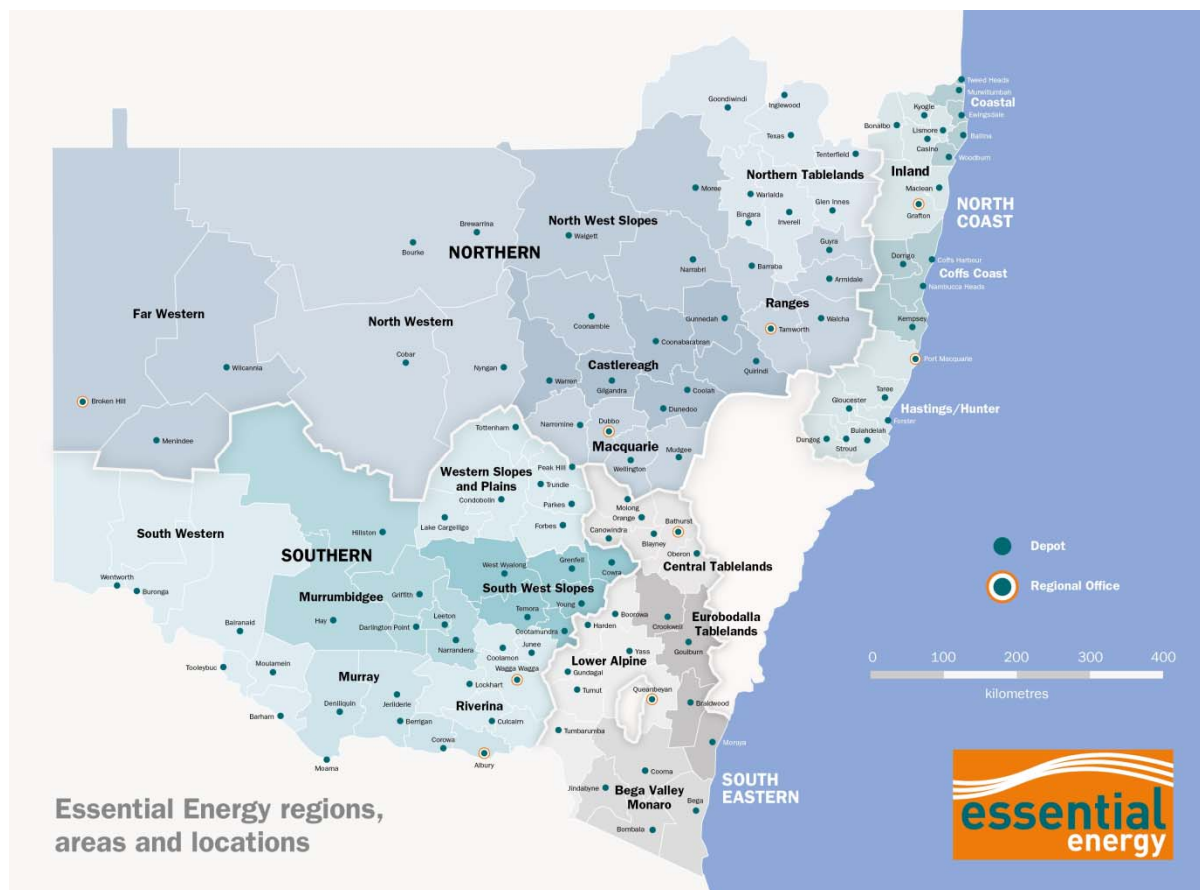 Tweed Heads
Murwillumbah
Coastal
Ewingsdale
Ballina
Woodburn
Kyogle
Bonalbo
Lismore
Casino
Inland
Maclean
Grafton
NORTH
COAST
Goondiwindi
Inglewood
Texas
Tenterfield
Northern Tablelands
Moree
Warialda
Glen Innes
Bingara
Inverell
North West Slopes
Walgett
Brewarrina
Bourke
NORTHERN
Narrabri
Guyra
Barraba
Armidale
Dorrigo
Coffs Harbour
Coffs Coast
Nambucca Heads
Kempsey
Far Western
North Western
Ranges
Coonamble
Gunnedah
Tamworth
Walcha
Coonabarabran
Port Macquarie
Cobar
Wilcannia
Nyngan
Castlereagh
Warren
Gilgandra
Quirindi
Coolah
Dunedoo
Broken Hill
Menindee
Taree
Gloucester
Hastings/Hunter
Forster
Bulahdelah
Dungog
Stroud
Tottenham
Narromine
Dubbo
Macquarie
Mudgee
Wellington
Western Slopes
and Plains
Peak Hill
Trundle
Condobolin
Parkes
Lake Cargelligo
Forbes
Molong
Orange
Bathurst
Canowindra
Blayney
Oberon
Central Tablelands
South Western
Hillston
SOUTHERN
West Wyalong
Grenfell
Cowra
South West Slopes
Wentworth
Buronga
Murrumbidgee
Griffith
Temora
Young
Boorowa
Crookwell
Eurobodalla
Tablelands
Balranald
Hay
Darlington Point
Leeton
Cootamundra
Harden
Narrandera
Junee
Coolamon
Goulburn
Tooleybuc
Moulamein
Wagga Wagga
Lower Alpine
Yass
Gundagai
Murray
Lockhart
Tumut
Queanbeyan
Deniliquin
Jerilderie
Riverina
Braidwood
Barham
Berrigan
Culcairn
Tumbarumba
Corowa
Albury
Moama
Moruya
SOUTH
EASTERN
Cooma
Jindabyne
Bega Valley
Monaro
Bega
Bombala
Depot
Regional Office
0 100 200 300 400
kilometres
Essential Energy regions,
areas and locations
essential
energy